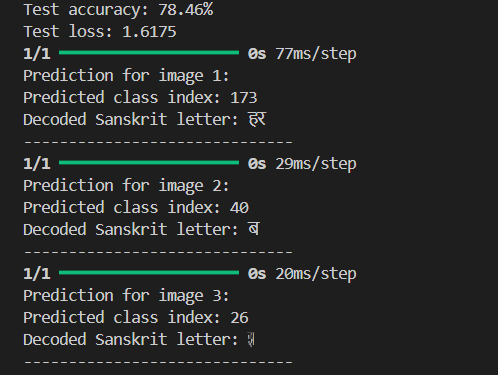 Test accuracy: 78.46%
Test loss: 1.6175
1/1 ━━━━━━━━━━━━━━━━━━━━ 0s 77ms/step
Prediction for image 1:
Predicted class index: 173
Decoded Sanskrit letter: हर
-----------------------------
1/1 ━━━━━━━━━━━━━━━━━━━━ 0s 29ms/step
Prediction for image 2:
Predicted class index: 40
Decoded Sanskrit letter: ब
-----------------------------
1/1 ━━━━━━━━━━━━━━━━━━━━ 0s 20ms/step
Prediction for image 3:
Predicted class index: 26
Decoded Sanskrit letter:
-----------------------------